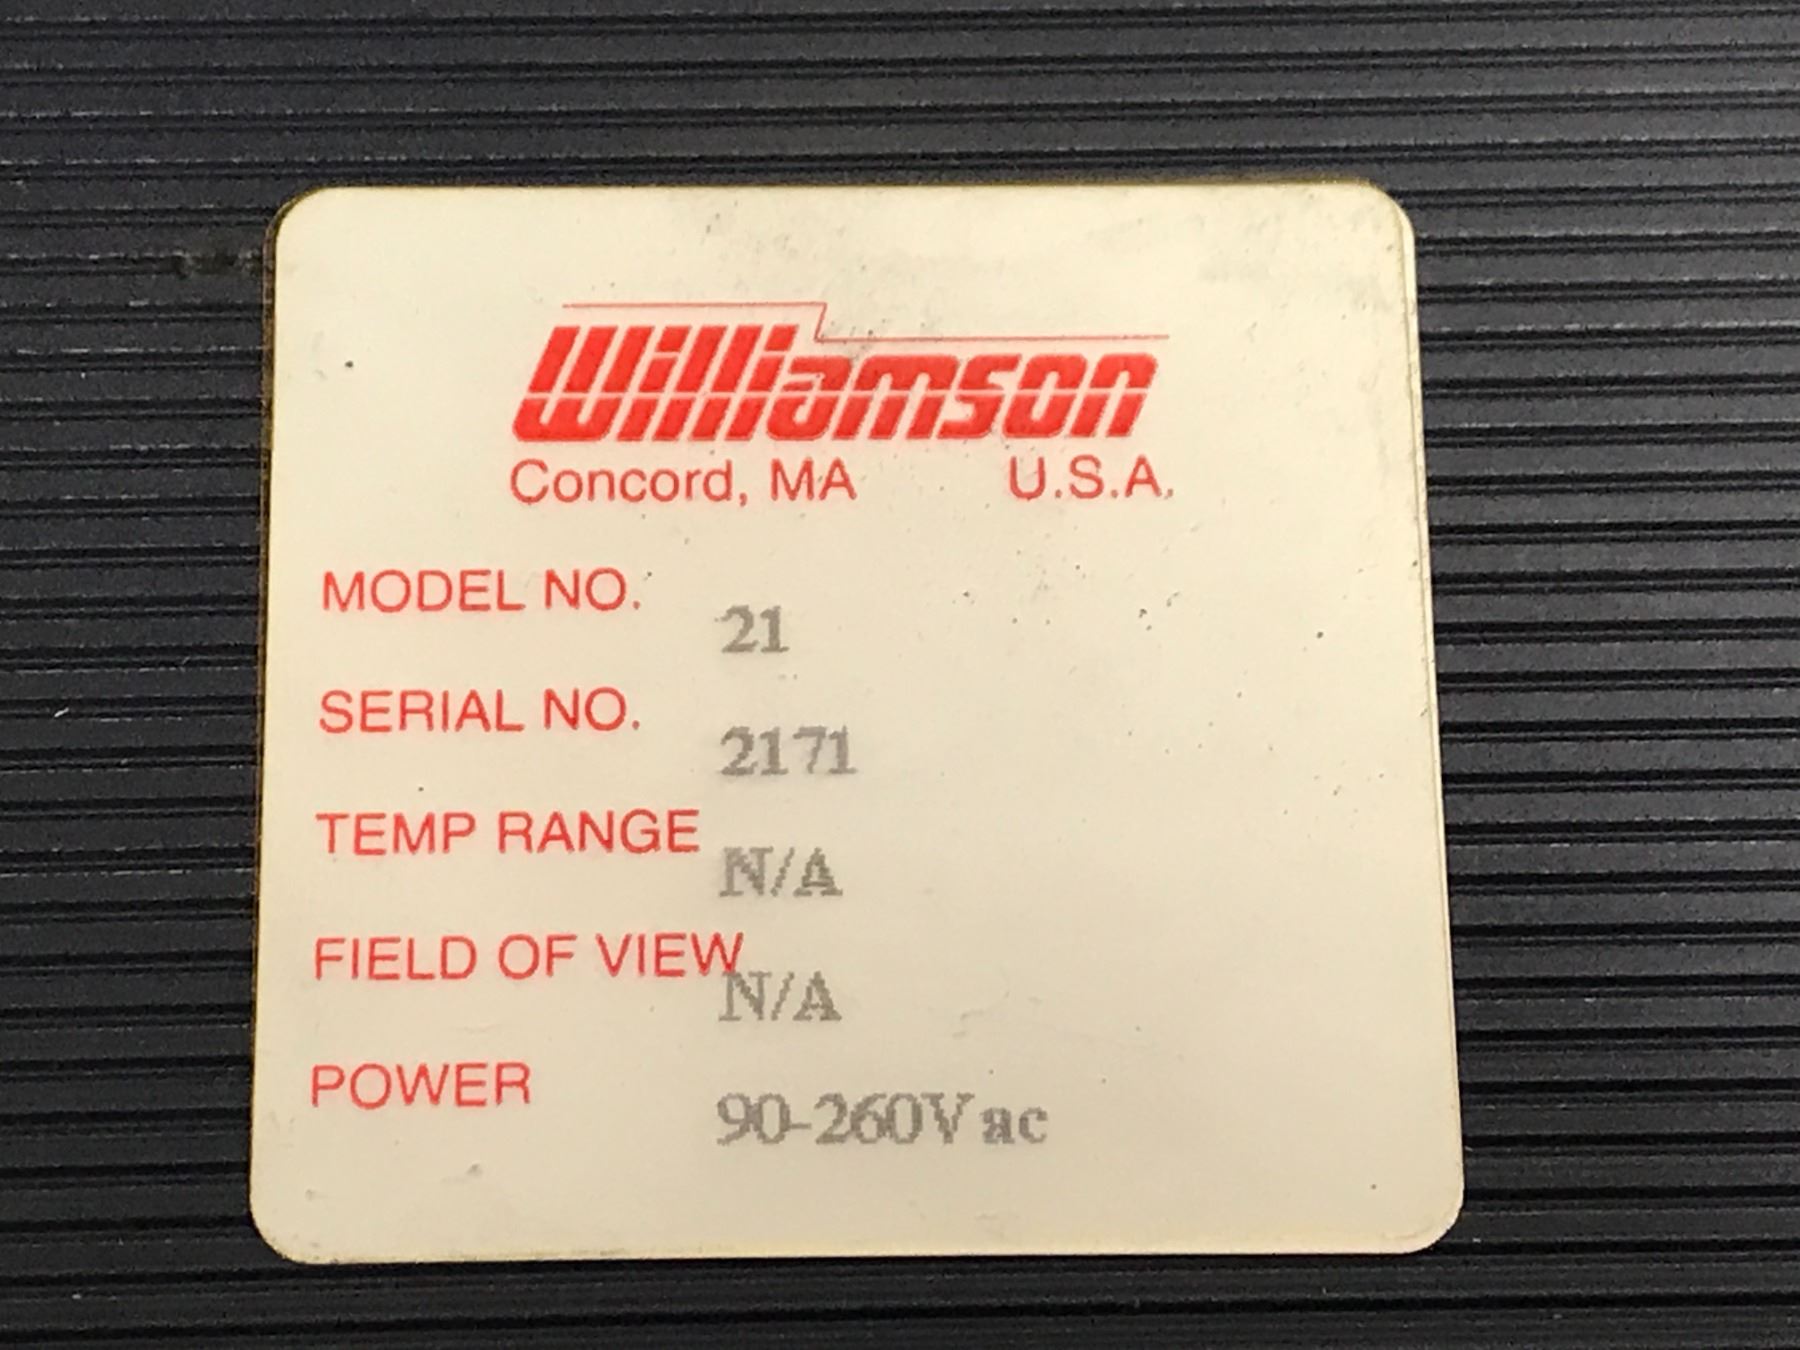 Williamson
Concord, MA U.S.A.
MODEL NO. 21
SERIAL NO. 2171
TEMP RANGE N/A
FIELD OF VIEW N/A
POWER 90-260Vac